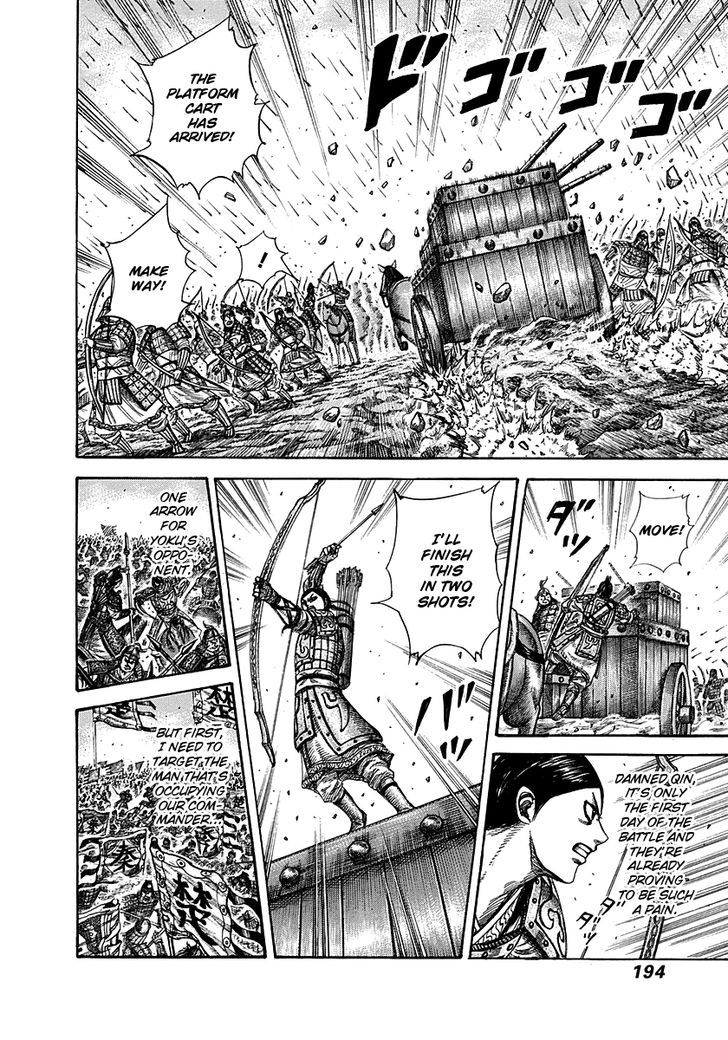 ドゴゴゴ
THE
PLATFORM
CART
HAS
ARRIVED!
!
MAKE
WAY!
MOVE!
ダッ
DAMNED QIN,
IT'S ONLY
THE FIRST
DAY OF THE
BATTLE AND
THEY'RE
ALREADY
PROVING
TO BE SUCH
A PAIN.
I'LL
FINISH
THIS
IN TWO
SHOTS!
ONE
ARROW
FOR
YOKU'S
OPPO-
NENT.
BUT FIRST,
I NEED TO
TARGET THE
MAN THAT'S
OCCUPYING
OUR COM-
MANDER...
秦
楚
194